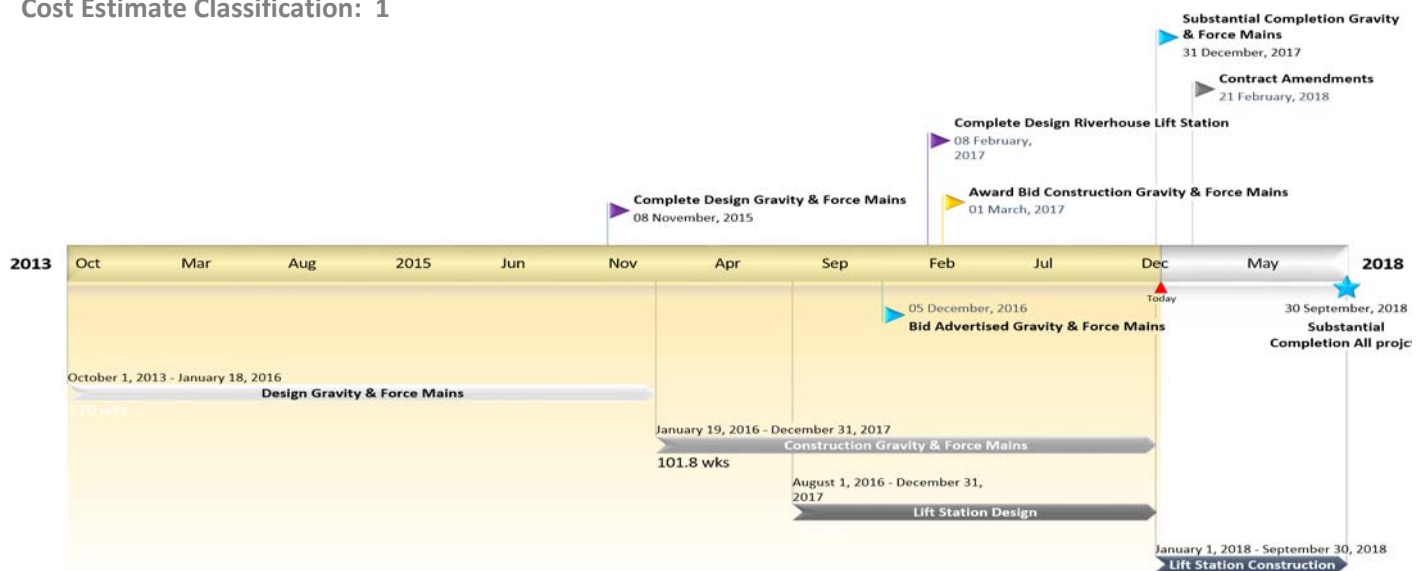 Cost Estimate Classification: 1
Substantial Completion Gravity
& Force Mains
31 December, 2017
Contract Amendments
21 February, 2018
Complete Design Riverhouse Lift Station
08 February,
2017
Complete Design Gravity & Force Mains
08 November, 2015
Award Bid Construction Gravity & Force Mains
01 March, 2017
2013 Oct Mar Aug 2015 Jun Nov Apr Sep Feb Jul Dec May 2018
Today
05 December, 2016
Bid Advertised Gravity & Force Mains
30 September, 2018
Substantial
Completion All projct
October 1, 2013 - January 18, 2016
Design Gravity & Force Mains
120 wks
January 19, 2016 - December 31, 2017
Construction Gravity & Force Mains
101.8 wks
August 1, 2016 - December 31,
2017
Lift Station Design
January 1, 2018 - September 30, 2018
Lift Station Construction